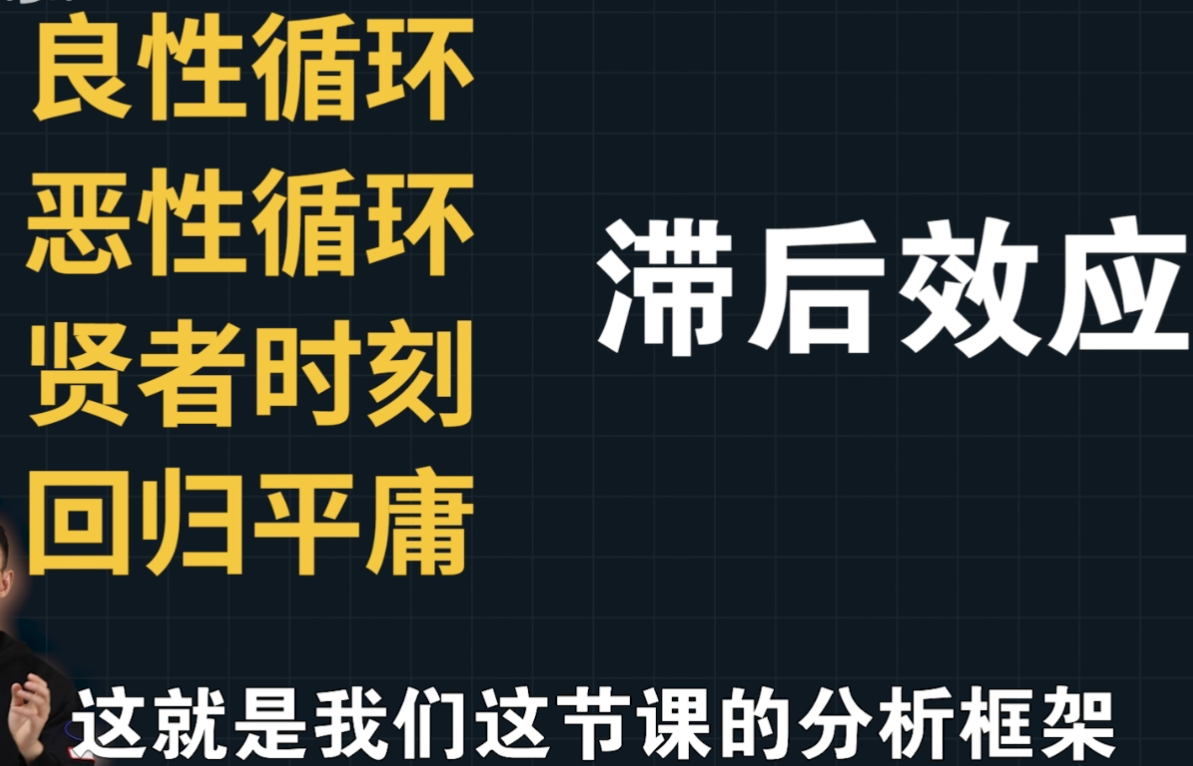 良性循环
恶性循环
贤者时刻
回归平庸
滞后效应
这就是我们这节课的分析框架